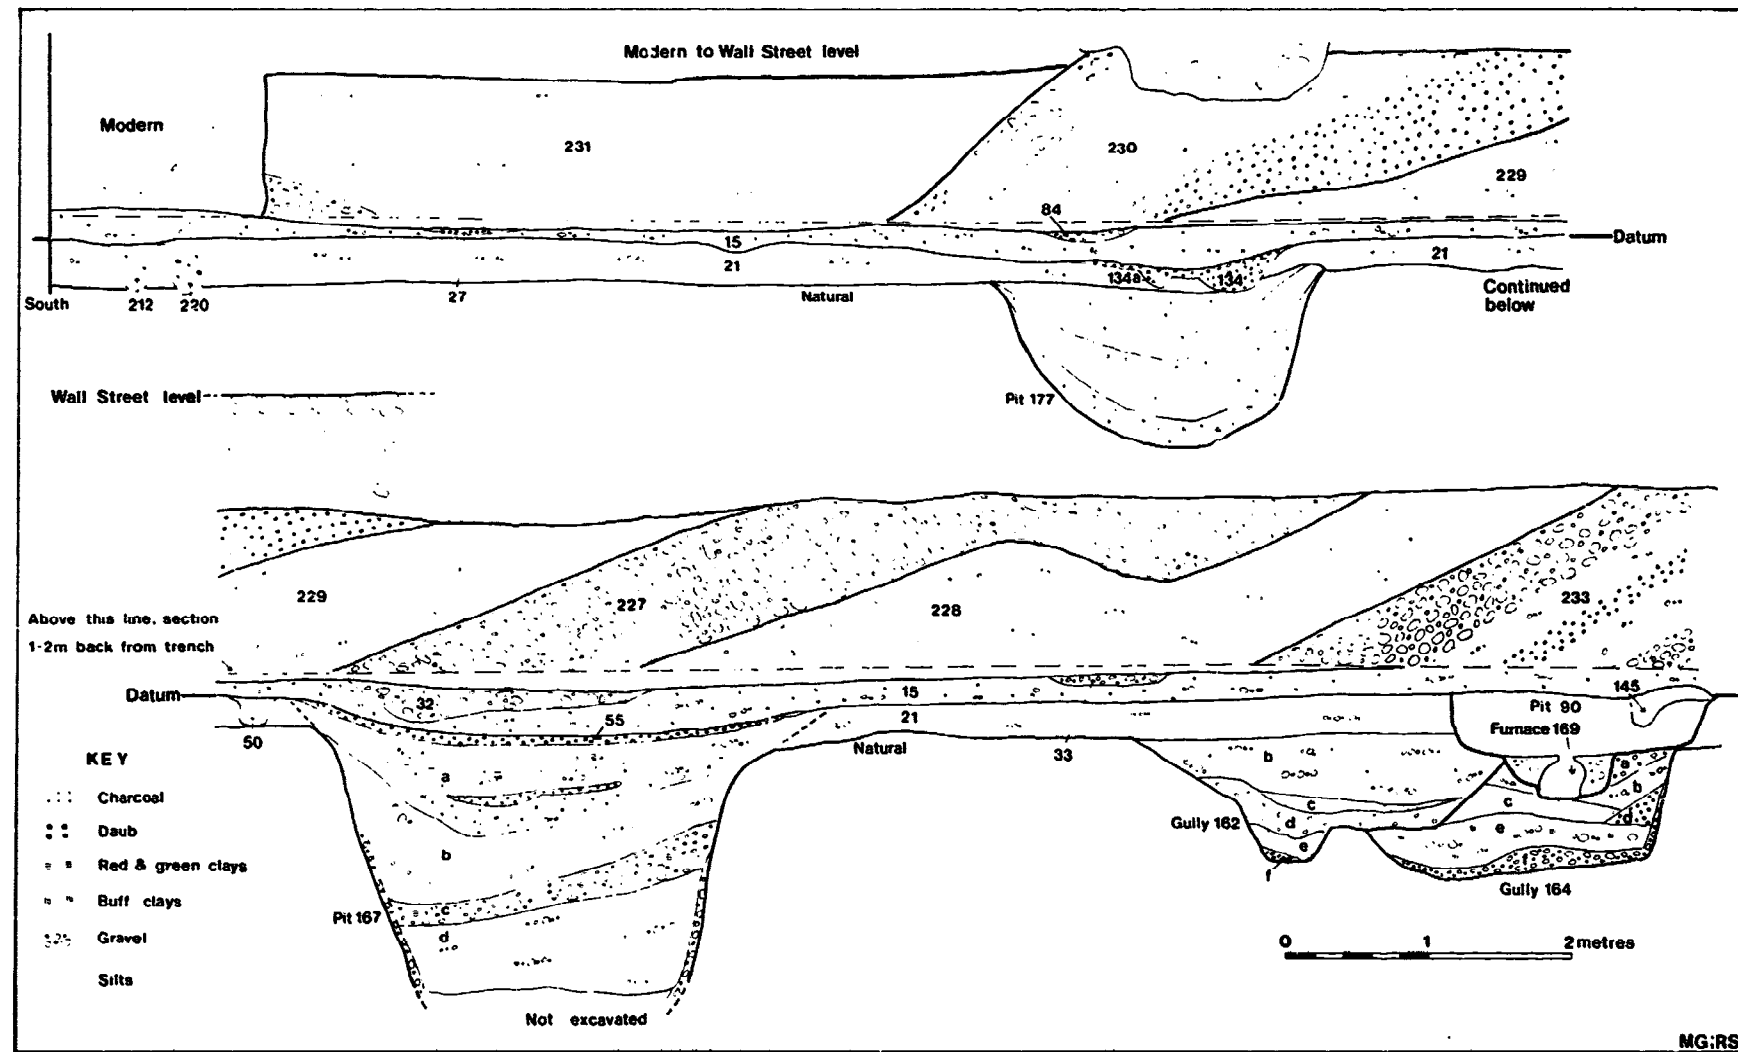 Modern to Wall Street level
Modern
231
230
229
84
15
Datum
21
21
134a
134
South
212
220
27
Natural
Continued
below
Wall Street level
Pit 177
229
227
228
233
Above this line, section
1-2m back from trench
Datum
32
15
145
55
21
Pit 90
50
Natural
33
Furnace 169
KEY
a
b
a
b
Charcoal
c
c
Daub
Gully 162
d
d
e
b
e
Red & green clays
f
f
Gully 164
Buff clays
Pit 167
c
Gravel
d
0 1 2 metres
Silts
Not excavated
MG:RS